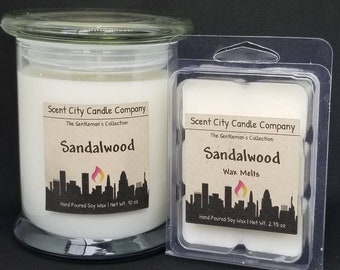 Scent City Candle Company
The Gentleman's Collection
Sandalwood
Hand Poured Soy Wax | Net Wt. 10 oz
Scent City Candle Company
The Gentleman's Collection
Sandalwood
Wax Melts
Hand Poured Soy Wax | Net Wt. 2.75 oz